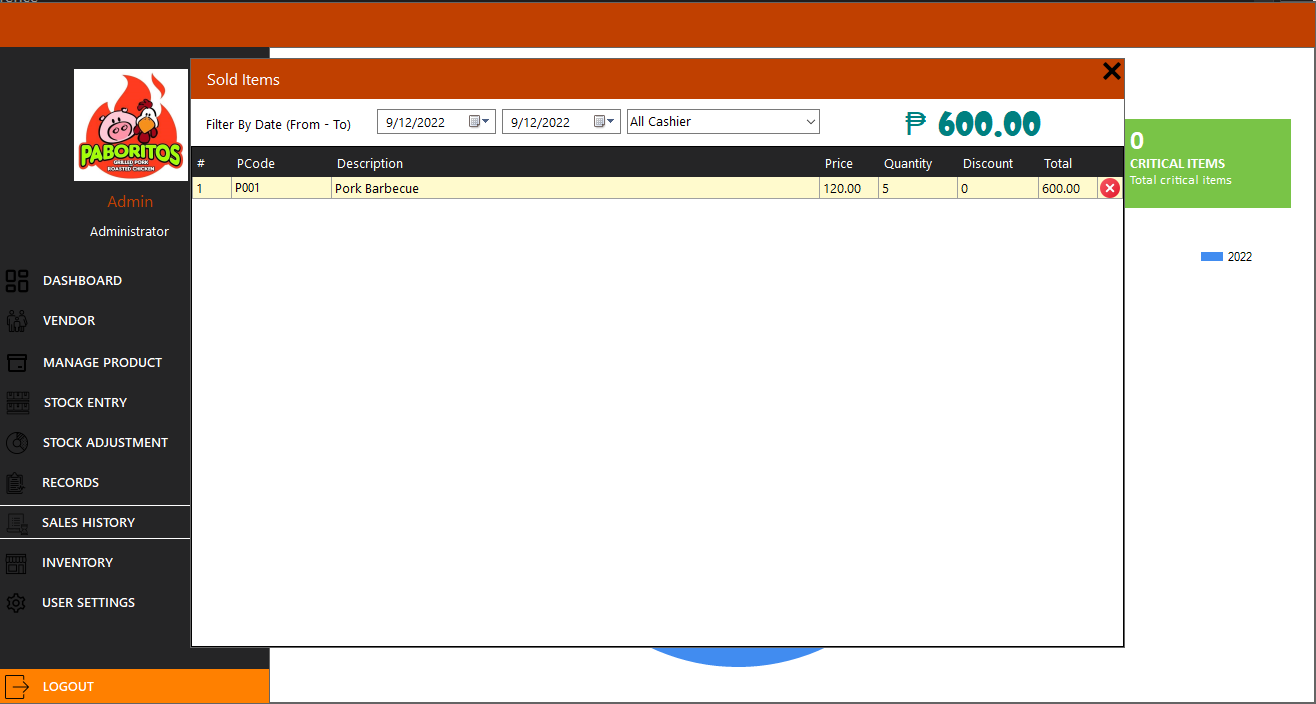 Sold Items
Filter By Date (From - To) 9/12/2022 9/12/2022 All Cashier ₱ 600.00
# PCode Description Price Quantity Discount Total
1 P001 Pork Barbecue 120.00 5 0 600.00
PABORITOS
GRILLED PORK
ROASTED CHICKEN
Admin
Administrator
DASHBOARD
VENDOR
MANAGE PRODUCT
STOCK ENTRY
STOCK ADJUSTMENT
RECORDS
SALES HISTORY
INVENTORY
USER SETTINGS
LOGOUT
0
CRITICAL ITEMS
Total critical items
2022